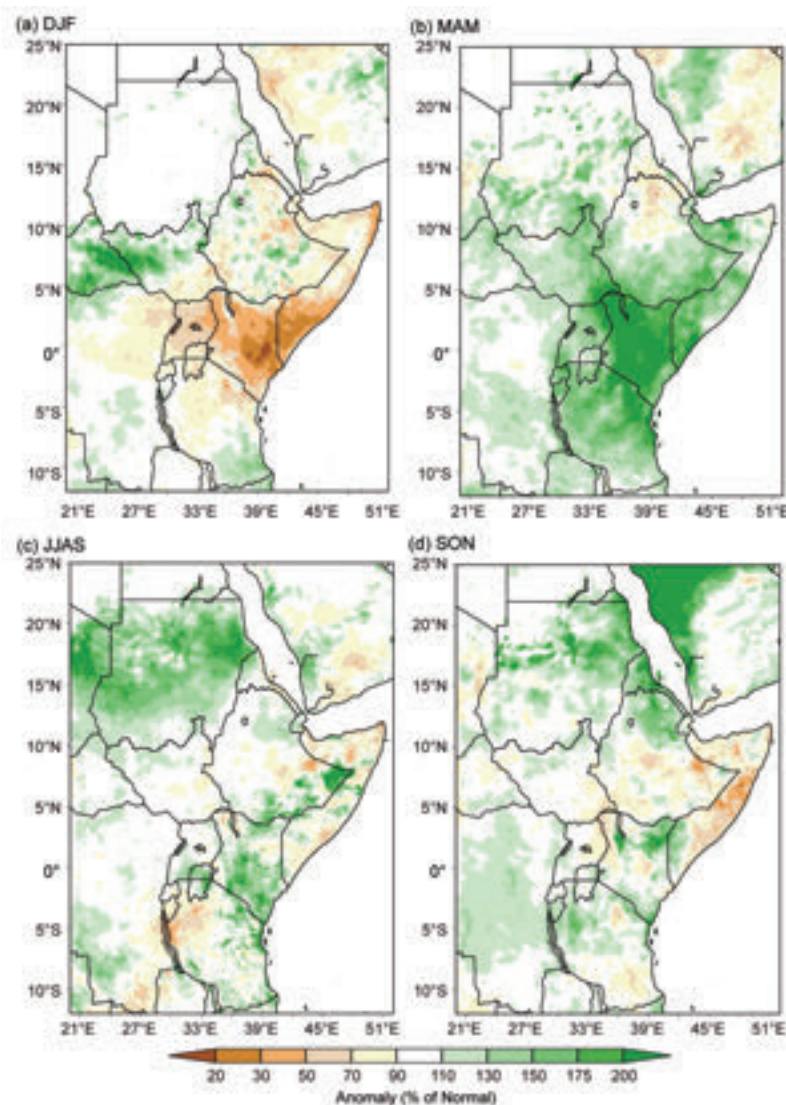 (a) DJF
(b) MAM
25°N
20°N
15°N
10°N
5°N
0°
5°S
10°S
25°N
20°N
15°N
10°N
5°N
0°
5°S
10°S
21°E 27°E 33°E 39°E 45°E 51°E
21°E 27°E 33°E 39°E 45°E 51°E
(c) JJAS
(d) SON
25°N
20°N
15°N
10°N
5°N
0°
5°S
10°S
25°N
20°N
15°N
10°N
5°N
0°
5°S
10°S
21°E 27°E 33°E 39°E 45°E 51°E
21°E 27°E 33°E 39°E 45°E 51°E
20 30 50 70 90 110 130 150 175 200
Anomaly (% of Normal)